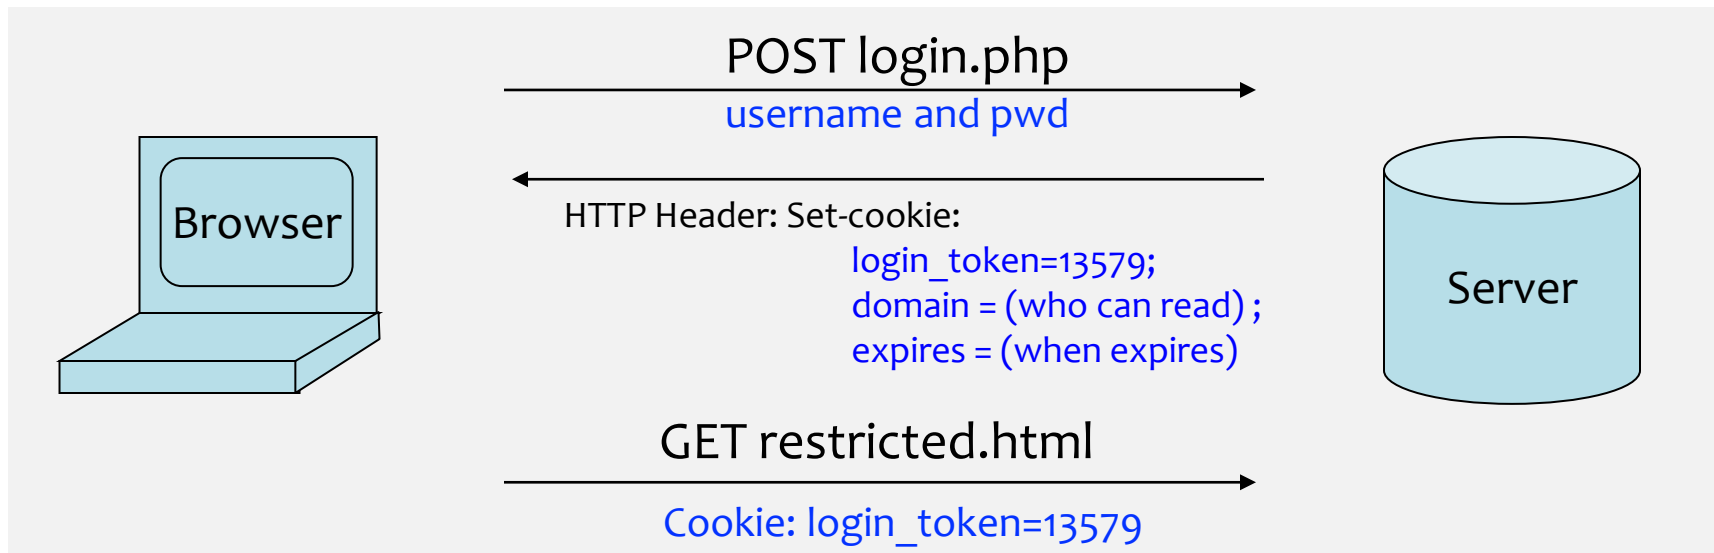 POST login.php
username and pwd
Browser
HTTP Header: Set-cookie:
login_token=13579;
domain = (who can read) ;
expires = (when expires)
Server
GET restricted.html
Cookie: login_token=13579